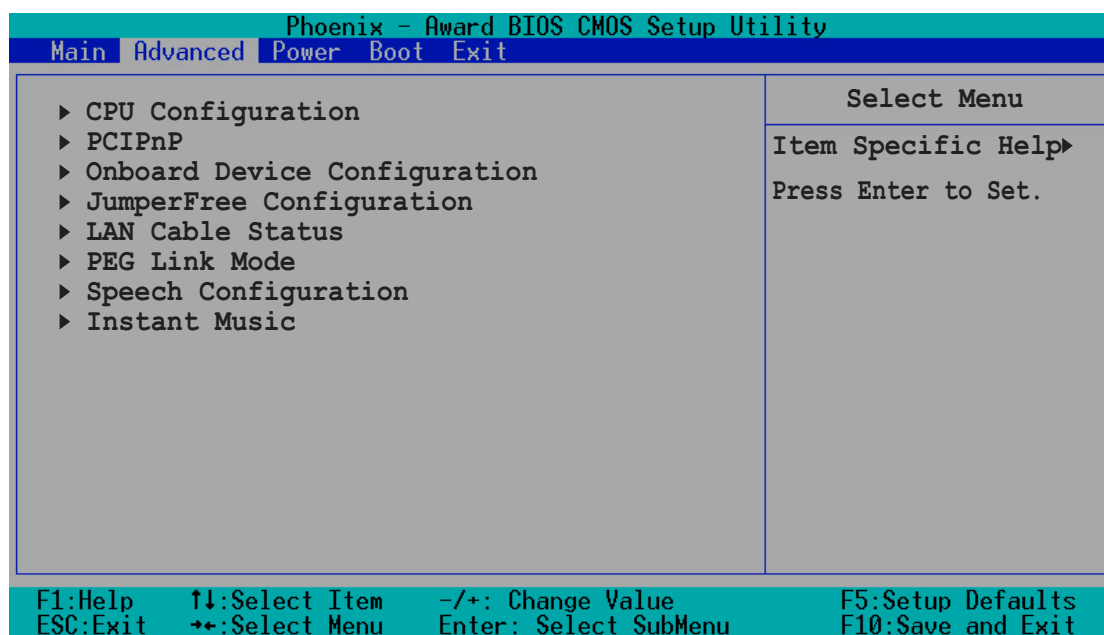 Phoenix - Award BIOS CMOS Setup Utility
Main Advanced Power Boot Exit
CPU Configuration
PCIPnP
Onboard Device Configuration
JumperFree Configuration
LAN Cable Status
PEG Link Mode
Speech Configuration
Instant Music
Select Menu
Item Specific Help
Press Enter to Set.
F1:Help ↑↓:Select Item -/+: Change Value F5:Setup Defaults
ESC:Exit →←:Select Menu Enter: Select SubMenu F10:Save and Exit